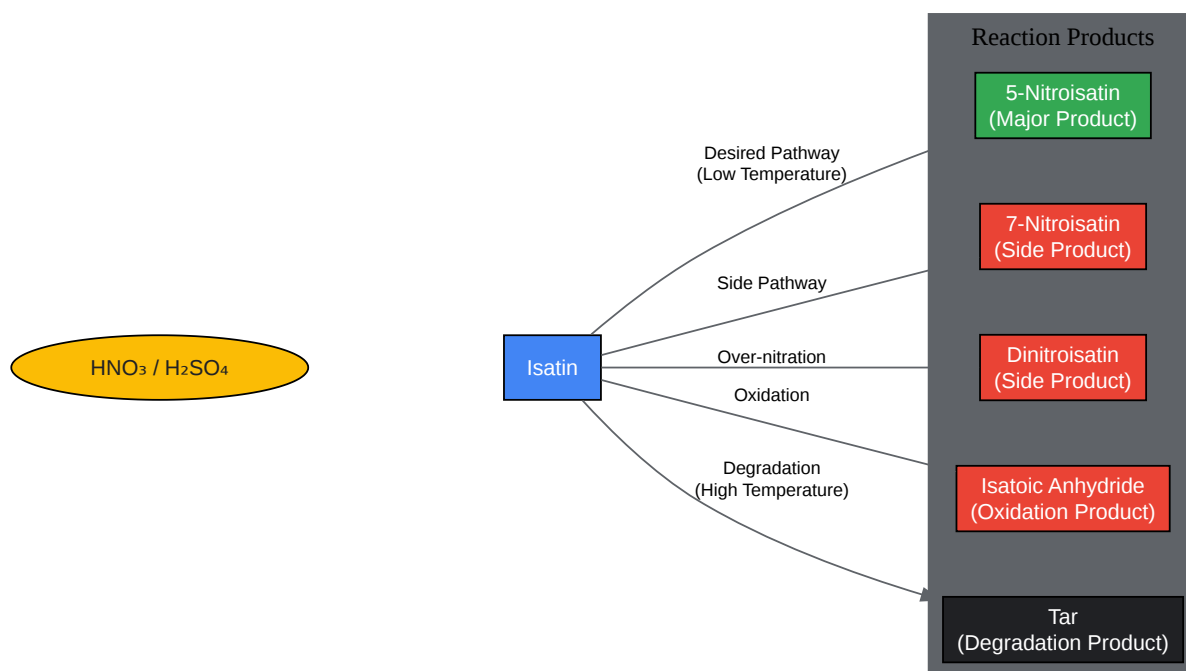 Reaction Products
5-Nitroisatin
(Major Product)
Desired Pathway
(Low Temperature)
7-Nitroisatin
(Side Product)
Side Pathway
HNO₃ / H₂SO₄
Isatin
Over-nitration
Dinitroisatin
(Side Product)
Oxidation
Degradation
(High Temperature)
Isatoic Anhydride
(Oxidation Product)
Tar
(Degradation Product)